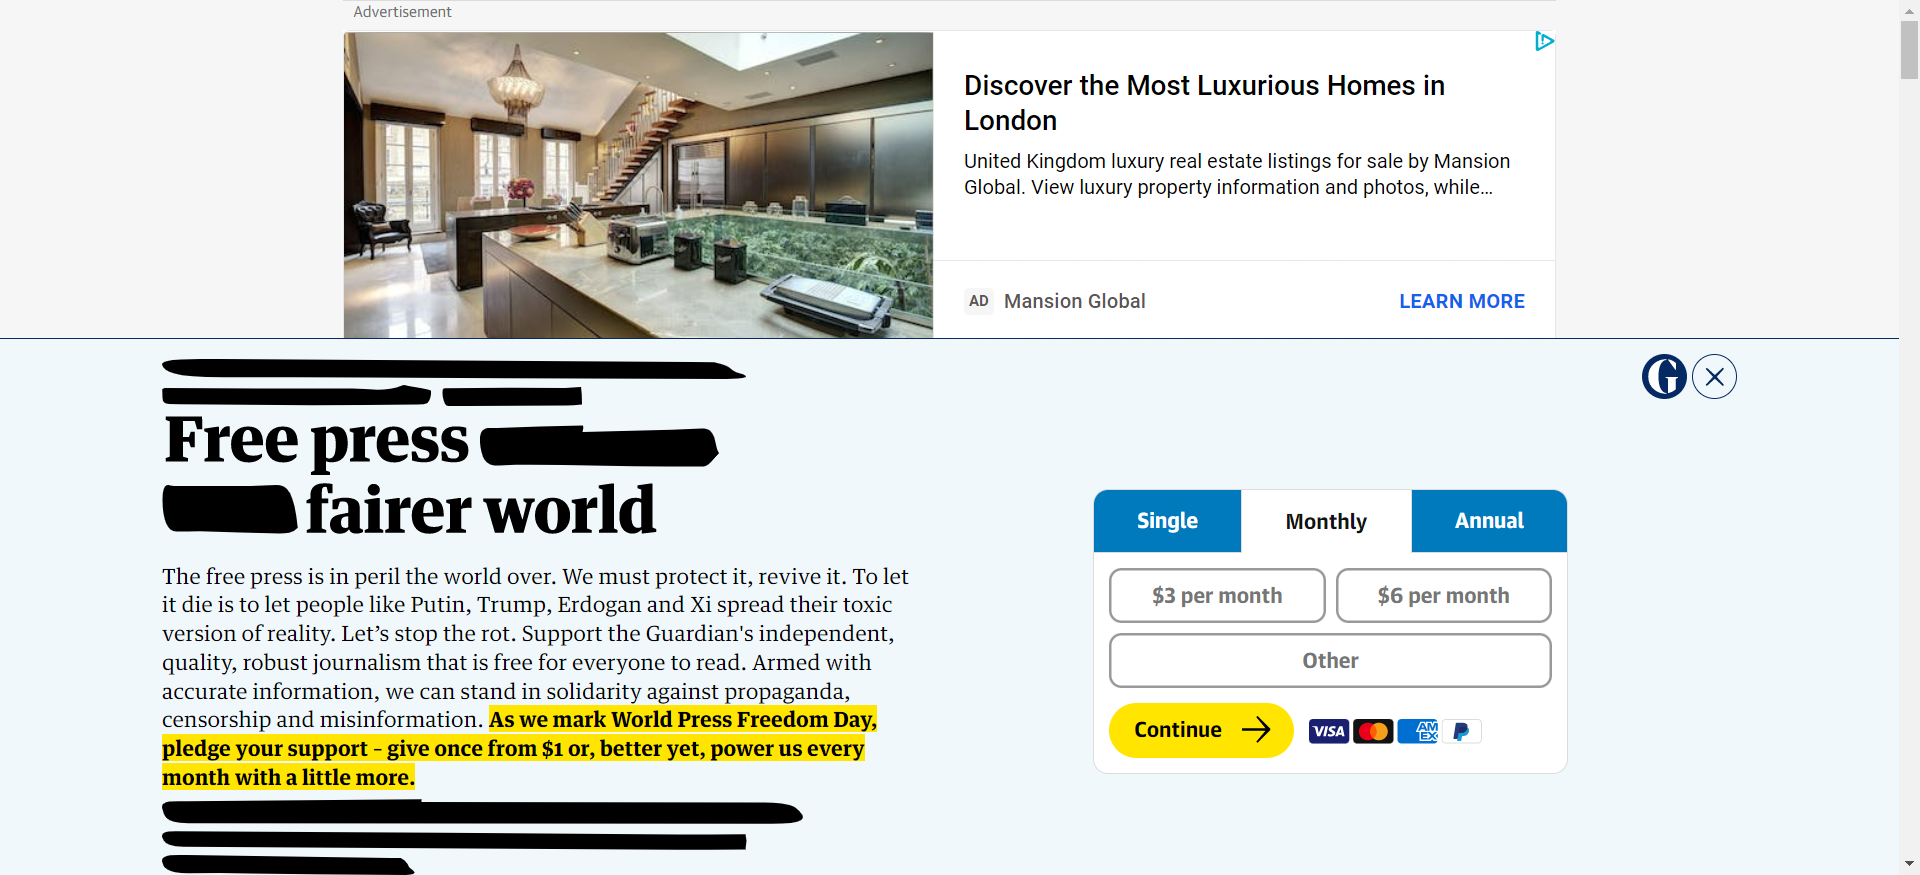 Advertisement
Discover the Most Luxurious Homes in
London
United Kingdom luxury real estate listings for sale by Mansion
Global. View luxury property information and photos, while...
AD Mansion Global LEARN MORE
G
Free press
fairer world
The free press is in peril the world over. We must protect it, revive it. To let
it die is to let people like Putin, Trump, Erdogan and Xi spread their toxic
version of reality. Let’s stop the rot. Support the Guardian's independent,
quality, robust journalism that is free for everyone to read. Armed with
accurate information, we can stand in solidarity against propaganda,
censorship and misinformation. As we mark World Press Freedom Day,
pledge your support – give once from $1 or, better yet, power us every
month with a little more.
Single Monthly Annual
$3 per month $6 per month
Other
Continue VISA AM EX P